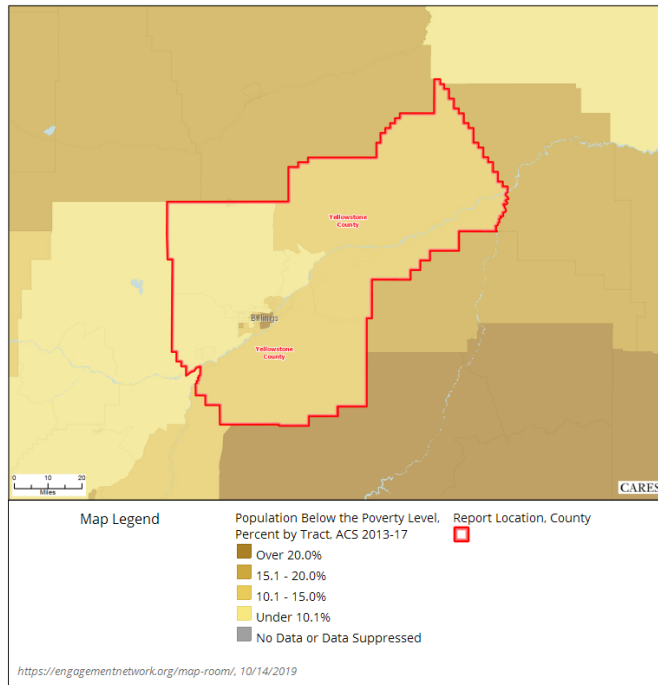 Yellowstone
County
Billings
Yellowstone
County
0 10 20
Miles
CARES
Map Legend
Population Below the Poverty Level,
Percent by Tract, ACS 2013-17
Over 20.0%
15.1 - 20.0%
10.1 - 15.0%
Under 10.1%
No Data or Data Suppressed
Report Location, County
https://engagementnetwork.org/map-room/, 10/14/2019